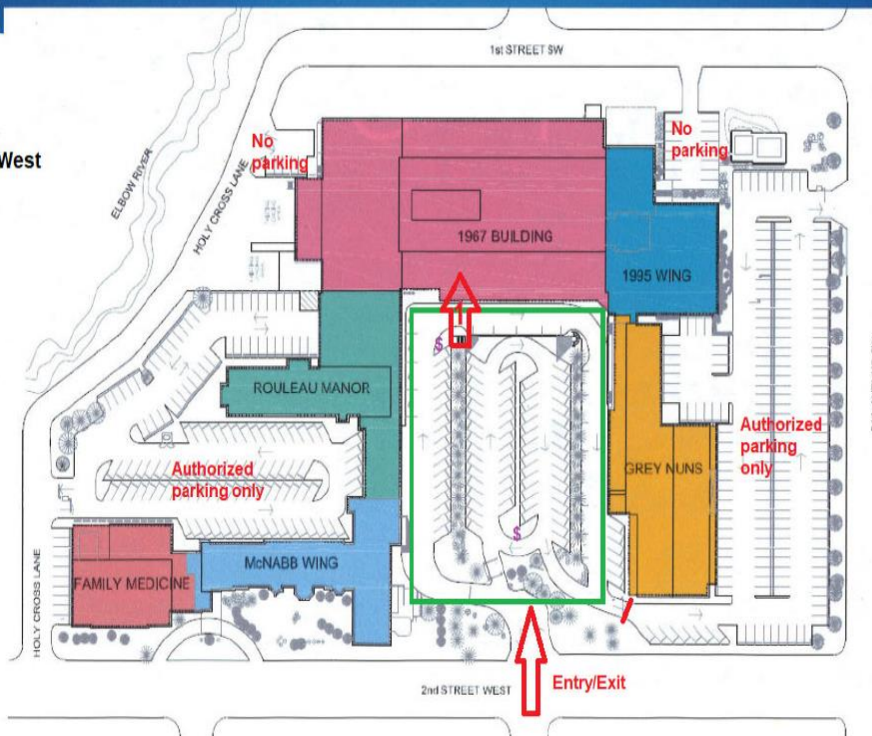 1st STREET SW
West
No
parking
No
parking
ELBOW RIVER
HOLY CROSS LANE
1967 BUILDING
1995 WING
1
$
ROULEAU MANOR
Authorized
parking only
Authorized
parking
only
GREY NUNS
$
McNABB WING
FAMILY MEDICINE
HOLY CROSS LANE
2nd STREET WEST
Entry/Exit